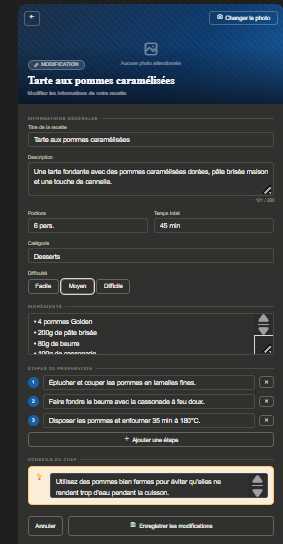 Changer la photo
Aucune photo sélectionnée
MODIFICATION
Tarte aux pommes caramélisées
Modifiez les informations de votre recette
INFORMATIONS GÉNÉRALES
Titre de la recette
Tarte aux pommes caramélisées
Description
Une tarte fondante avec des pommes caramélisées dorées, pâte brisée maison
et une touche de cannelle.
Portions
Temps total
6 pers.
45 min
Catégorie
Desserts
Difficulté
Facile
Moyen
Difficile
INGRÉDIENTS
• 4 pommes Golden
• 200g de pâte brisée
• 80g de beurre
• 100g de cassonade
ÉTAPES DE PRÉPARATION
1 Éplucher et couper les pommes en lamelles fines.
2 Faire fondre le beurre avec la cassonade à feu doux.
3 Disposer les pommes et enfourner 35 min à 180°C.
+ Ajouter une étape
CONSEILS DU CHEF
Utilisez des pommes bien fermes pour éviter qu'elles ne
rendent trop d'eau pendant la cuisson.
Annuler
Enregistrer les modifications